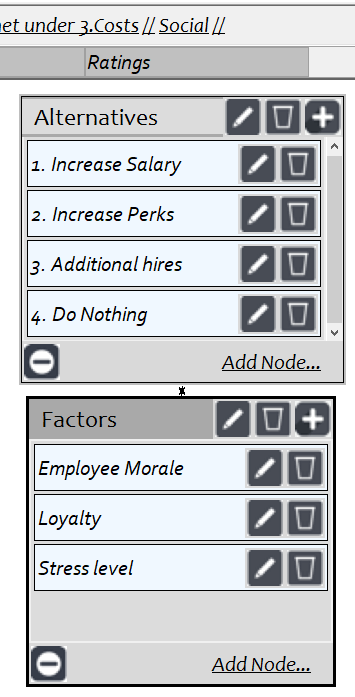 net under 3.Costs // Social //
Ratings
Alternatives
1. Increase Salary
2. Increase Perks
3. Additional hires
4. Do Nothing
Add Node...
Factors
Employee Morale
Loyalty
Stress level
Add Node...